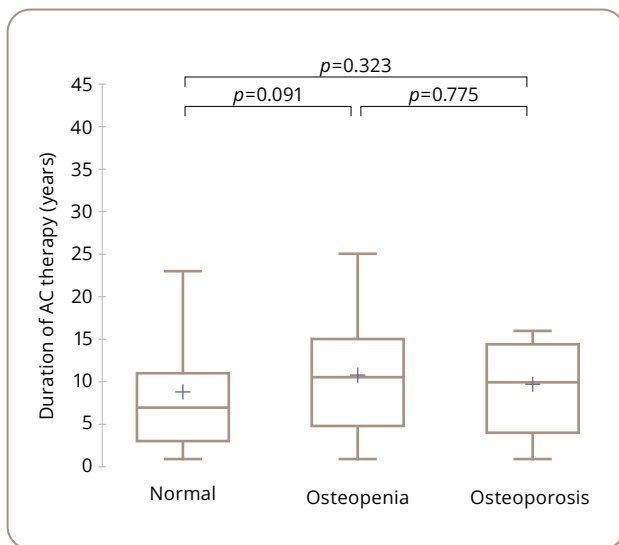 p=0.323
p=0.091 p=0.775
Duration of AC therapy (years)
45
40
35
30
25
20
15
10
5
0
Normal Osteopenia Osteoporosis